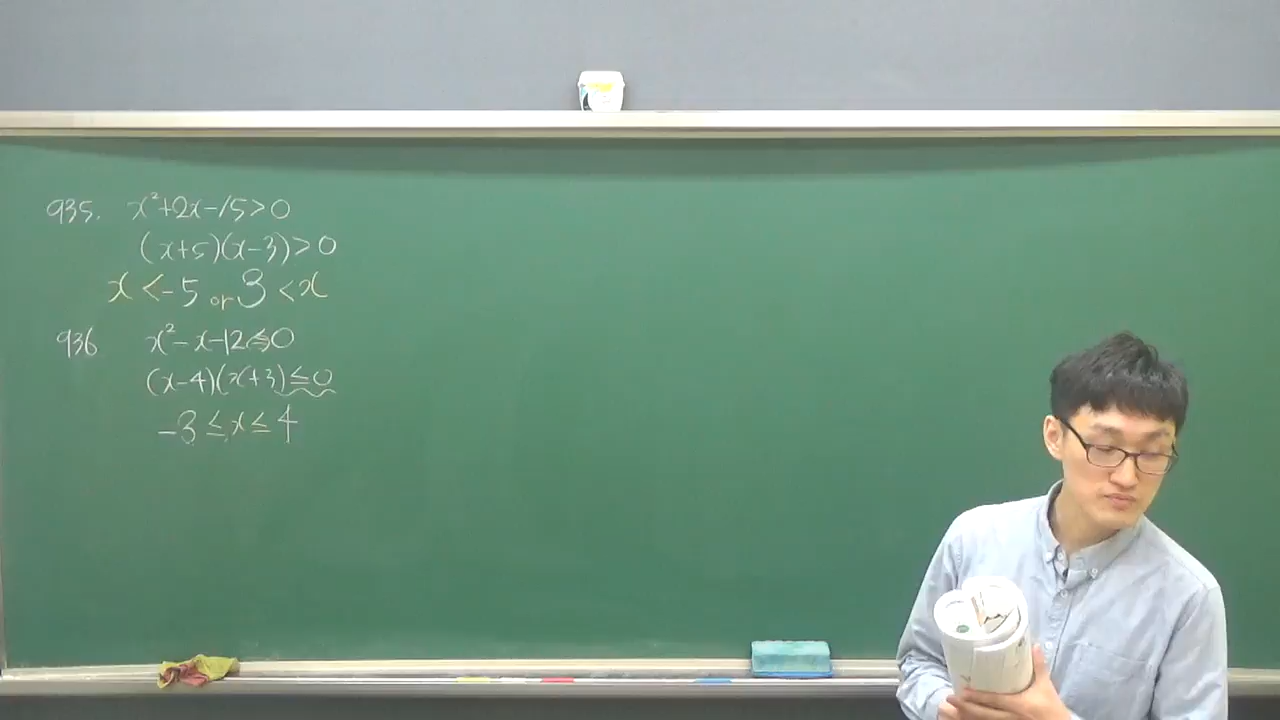 935. x²+2x-15>0
(x+5)(x-3)>0
x<-5 or 3<x
936 x²-x-12≤0
(x-4)(x+3)≤0
-3≤x≤4